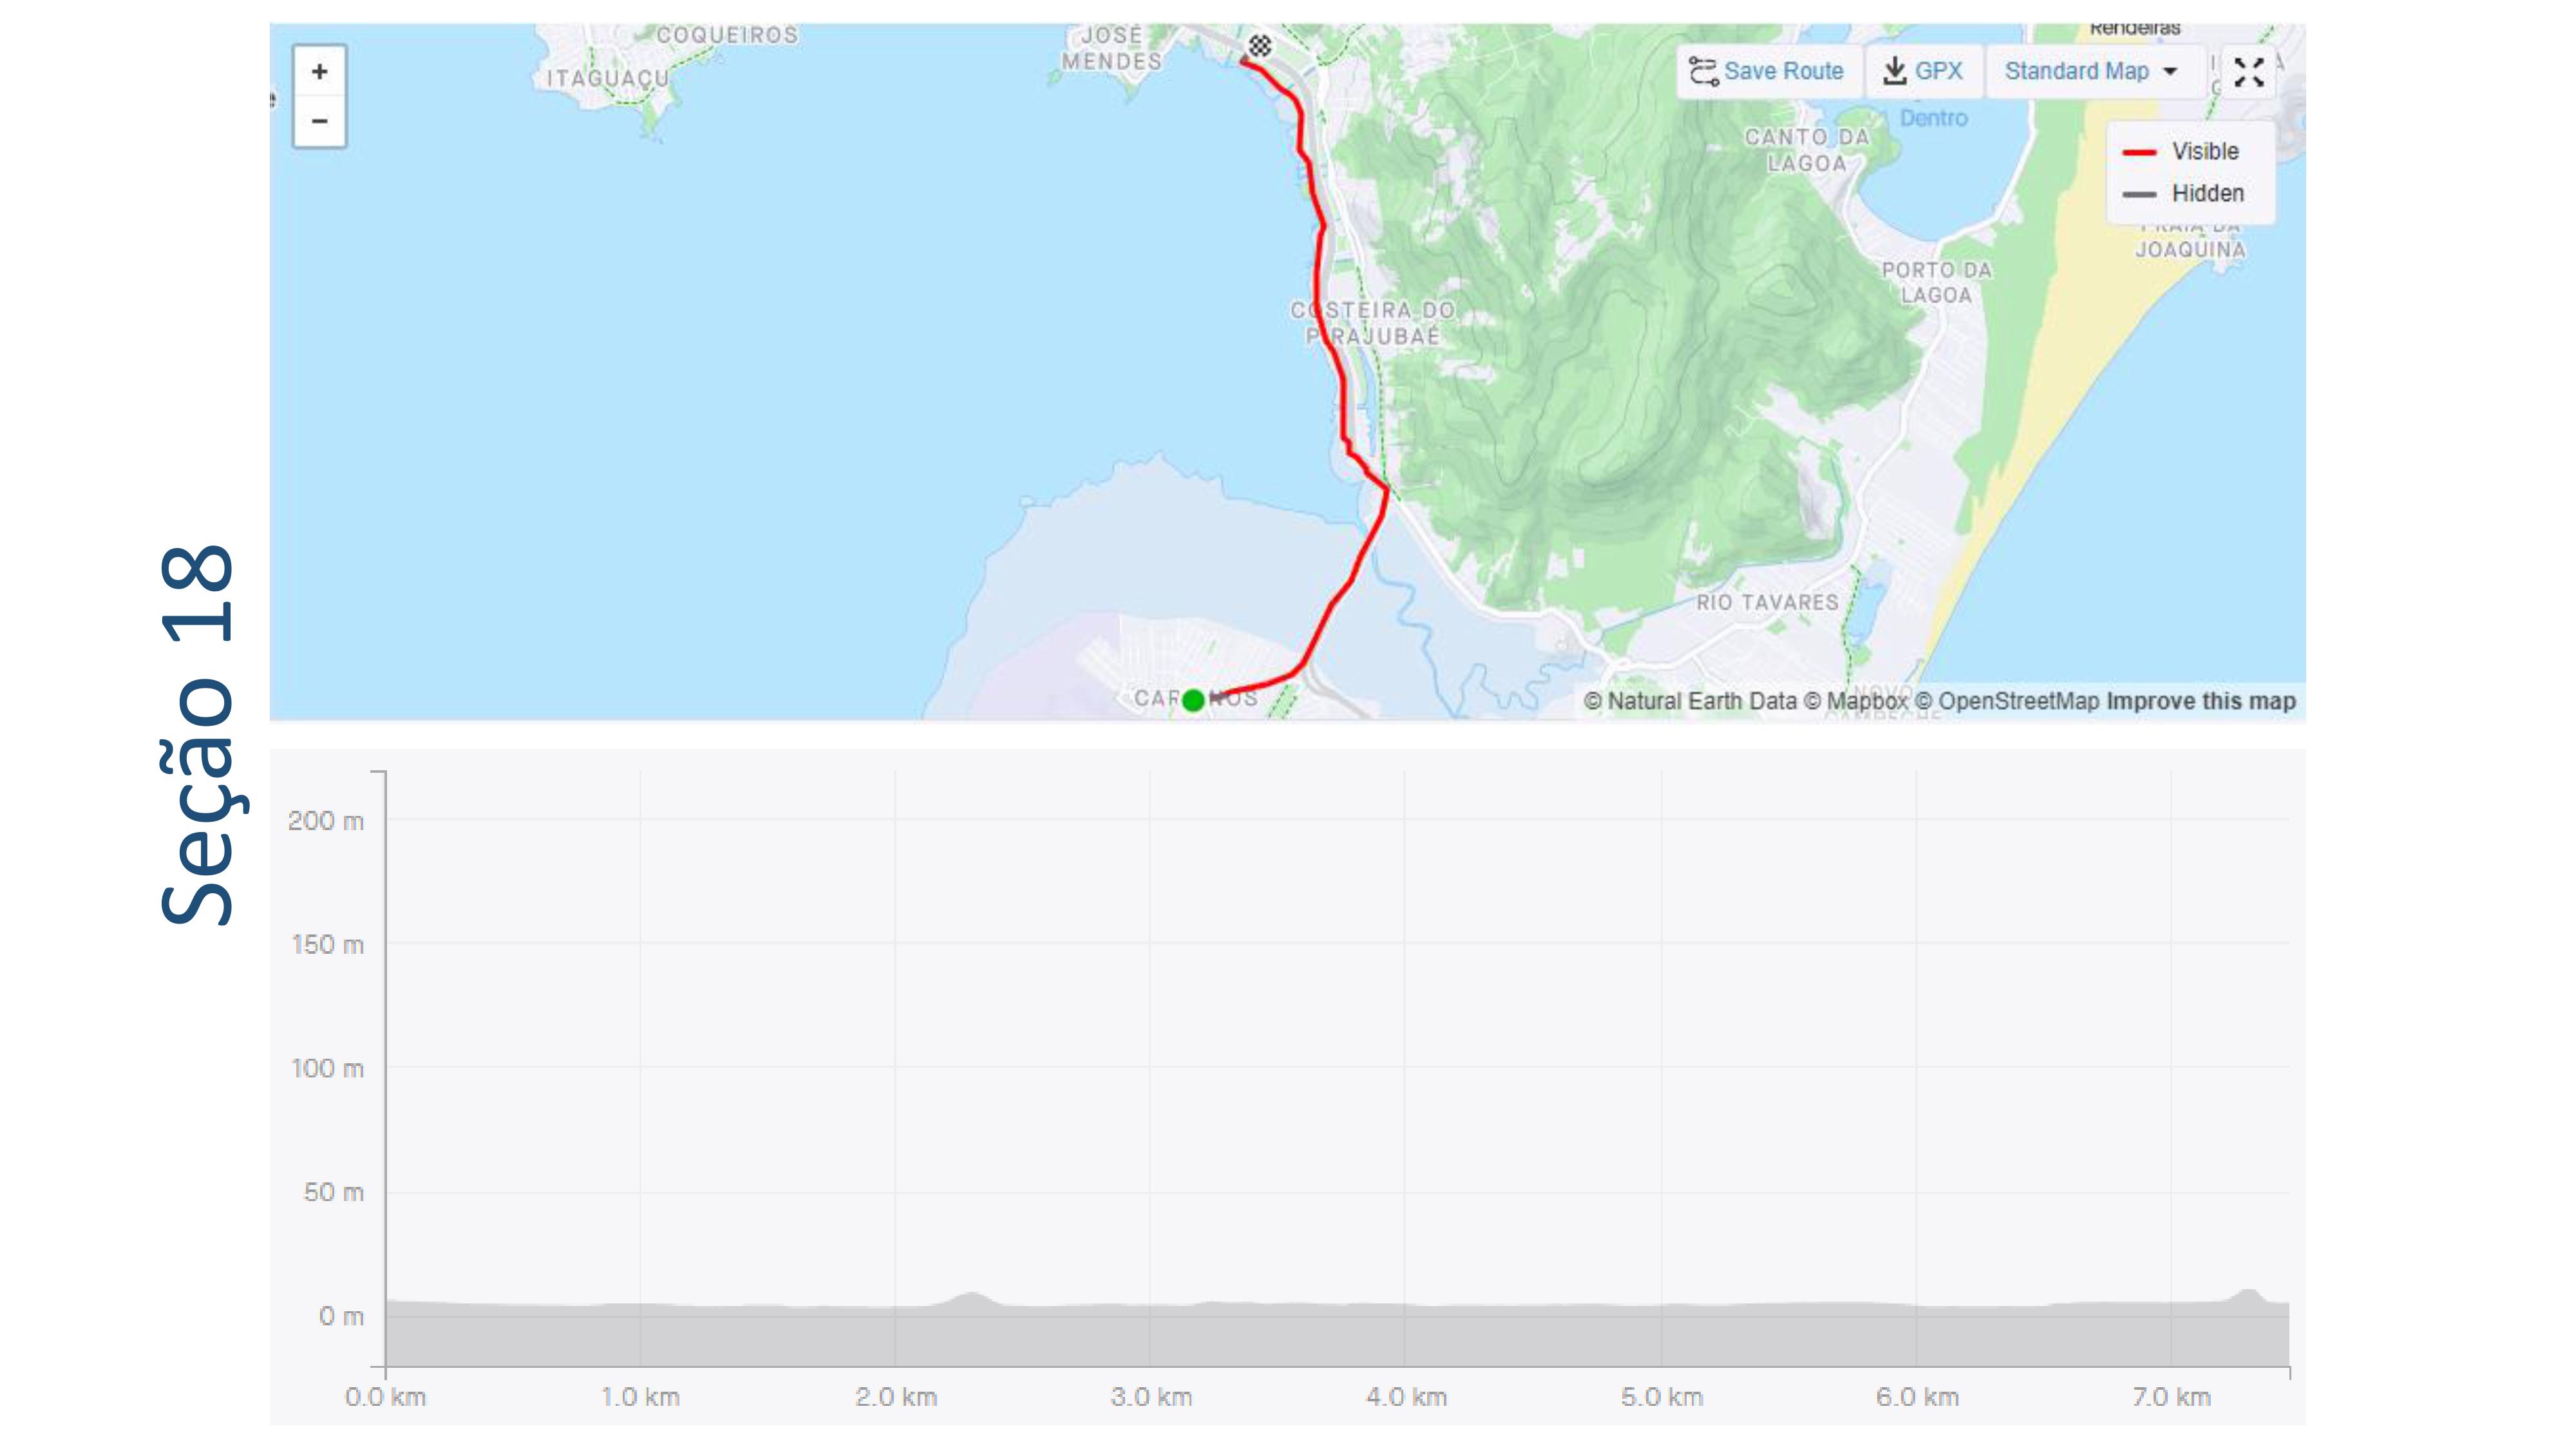 Seção 18
COQUEIROS
ITAGUAÇU
JOSÉ
MENDES
Rendeiras
+
−
Save Route
GPX
Standard Map
Dentro
CANTO DA
LAGOA
Visible
Hidden
PRAIA DA
JOAQUINA
PORTO DA
LAGOA
COSTEIRA DO
PIRAJUBAÉ
RIO TAVARES
© Natural Earth Data © Mapbox © OpenStreetMap Improve this map
200 m
150 m
100 m
50 m
0 m
0.0 km 1.0 km 2.0 km 3.0 km 4.0 km 5.0 km 6.0 km 7.0 km